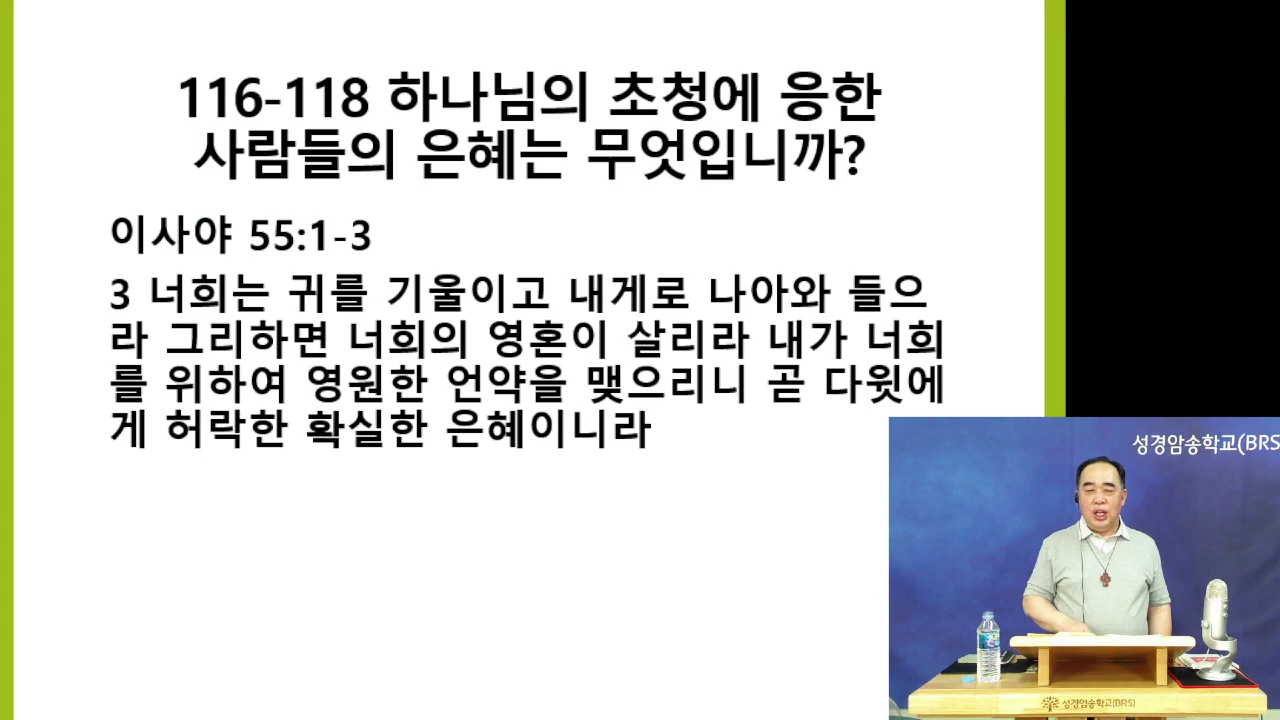 116-118 하나님의 초청에 응한
사람들의 은혜는 무엇입니까?
이사야 55:1-3
3 너희는 귀를 기울이고 내게로 나아와 들으
라 그리하면 너희의 영혼이 살리라 내가 너희
를 위하여 영원한 언약을 맺으리니 곧 다윗에
게 허락한 확실한 은혜이니라
성경암송학교(BRS
성경암송학교(BRS)